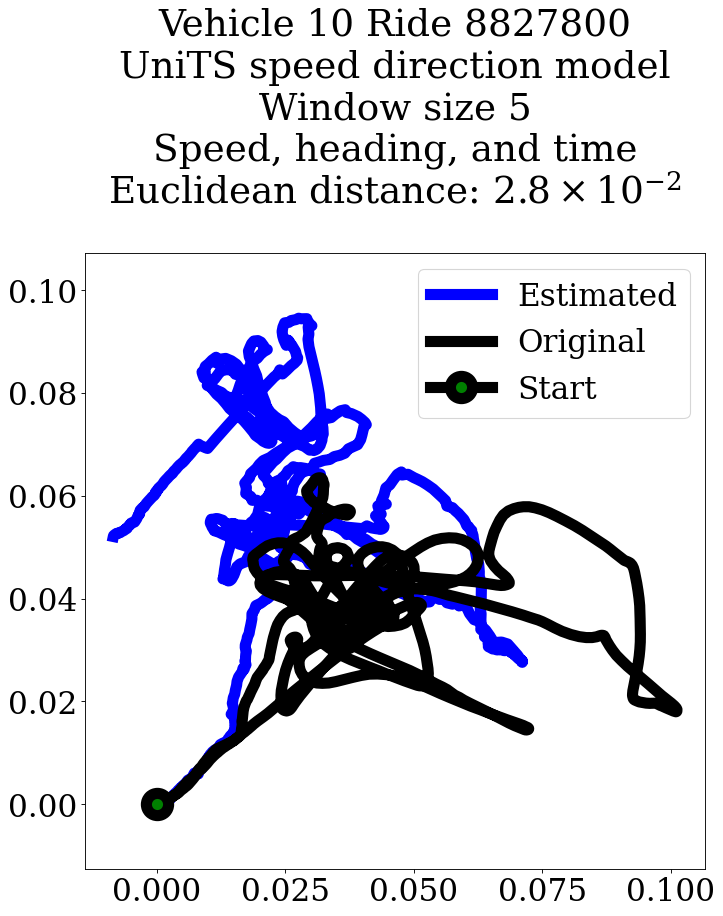 Vehicle 10 Ride 8827800
UniTS speed direction model
Window size 5
Speed, heading, and time
Euclidean distance: $2.8 \times 10^{-2}$
Estimated
Original
Start
0.10
0.08
0.06
0.04
0.02
0.00
0.000 0.025 0.050 0.075 0.100